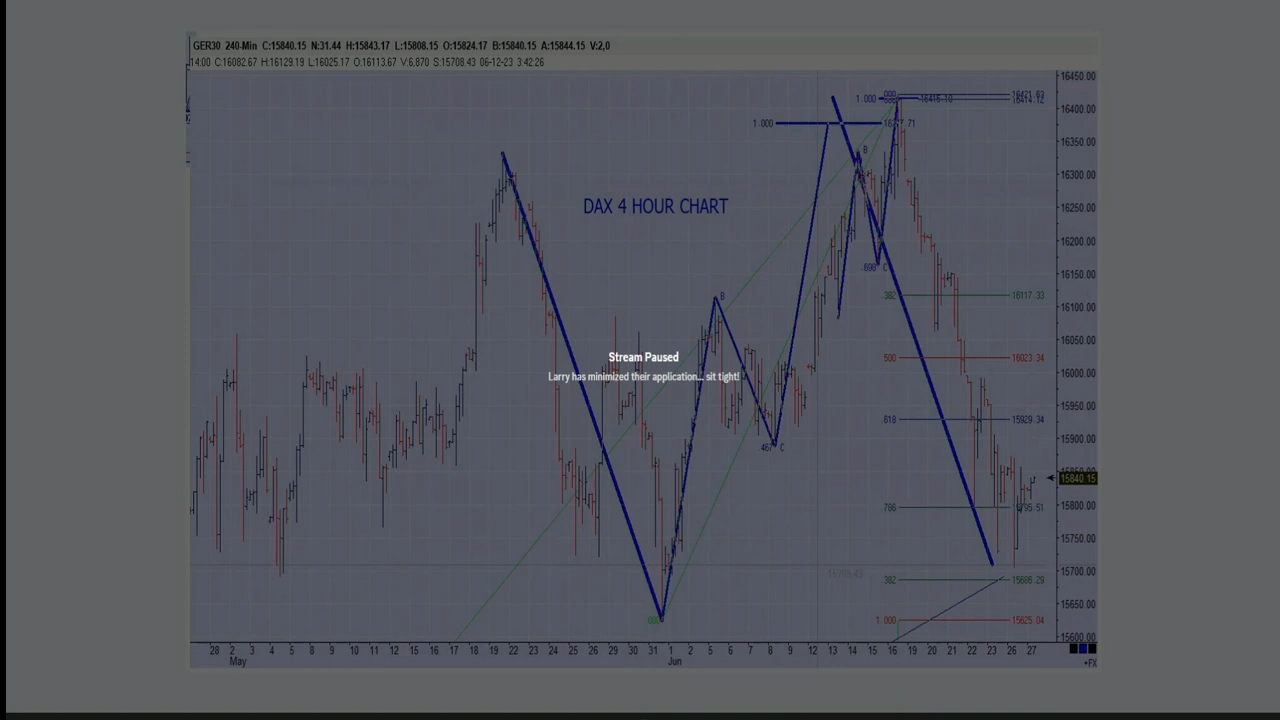 GER30 240-Min C:15840.15 N:31.44 H:15843.17 L:15808.15 O:15824.17 B:15840.15 A:15844.15 V:2,0
14:00 C:16082.67 H:16129.19 L:16025.17 O:16113.67 V:6,870 S:15708.43 06-12-23 3:42:26
16450.00
1.000
16415.10
16414.12
16400.00
1.000
16350.00
B
16300.00
DAX 4 HOUR CHART
16250.00
16200.00
16150.00
.698 C
B
.382
16117.33
16100.00
16050.00
Stream Paused
500
16023.34
Larry has minimized their application... sit tight!
16000.00
15950.00
.618
15929.34
15900.00
C
15840.15
15800.00
15750.00
15700.00
15708.43
.382
15666.29
15650.00
1.000
15625.04
15600.00
28 2 3 4 5 8 9 10 11 12 15 16 17 18 19 22 23 24 25 26 29 30 31 1 2 5 6 7 8 9 12 13 14 15 16 19 20 21 22 23 26 27
May Jun
+FX